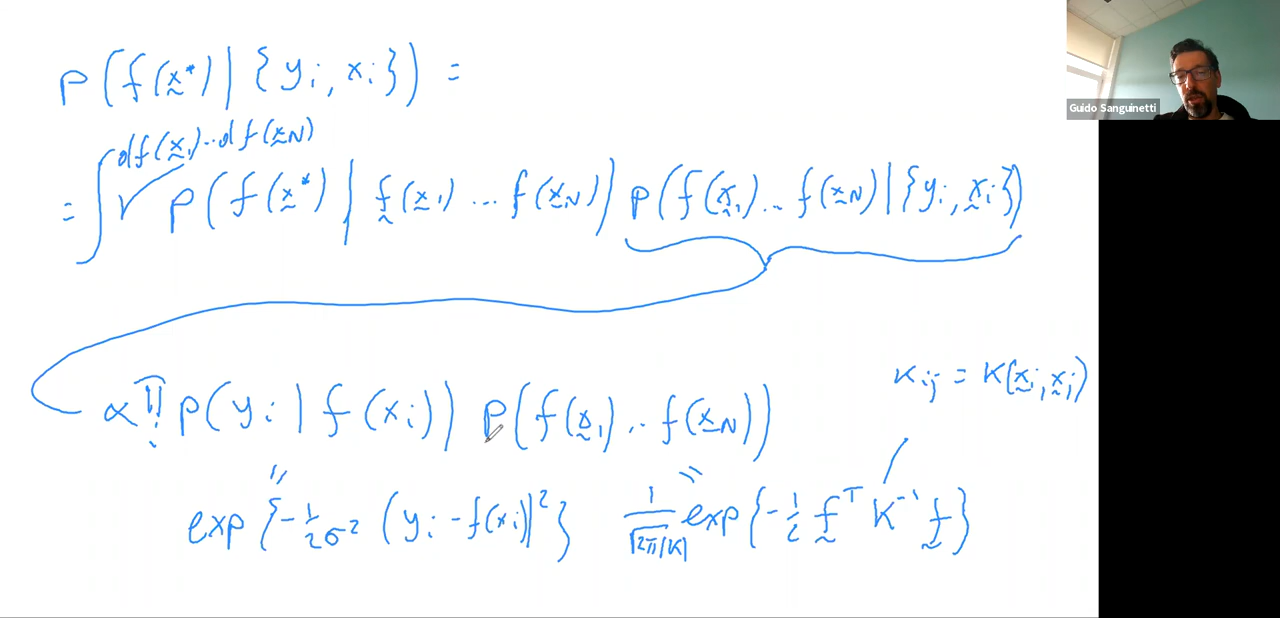 p(f(x*) | {y_i, x_i}) =
= ∫ df(x_1)..df(x_N) p(f(x*) | f(x_1) ... f(x_N)) p(f(x_1).. f(x_N) | {y_i, x_i})
K_ij = K(x_i, x_j)
∝ ∏_i p(y_i | f(x_i)) p(f(x_1).. f(x_N))
exp{-1/2σ² (y_i - f(x_i))²} 1/√2π|K| exp{-1/2 f^T K^-1 f}
Guido Sanguinetti